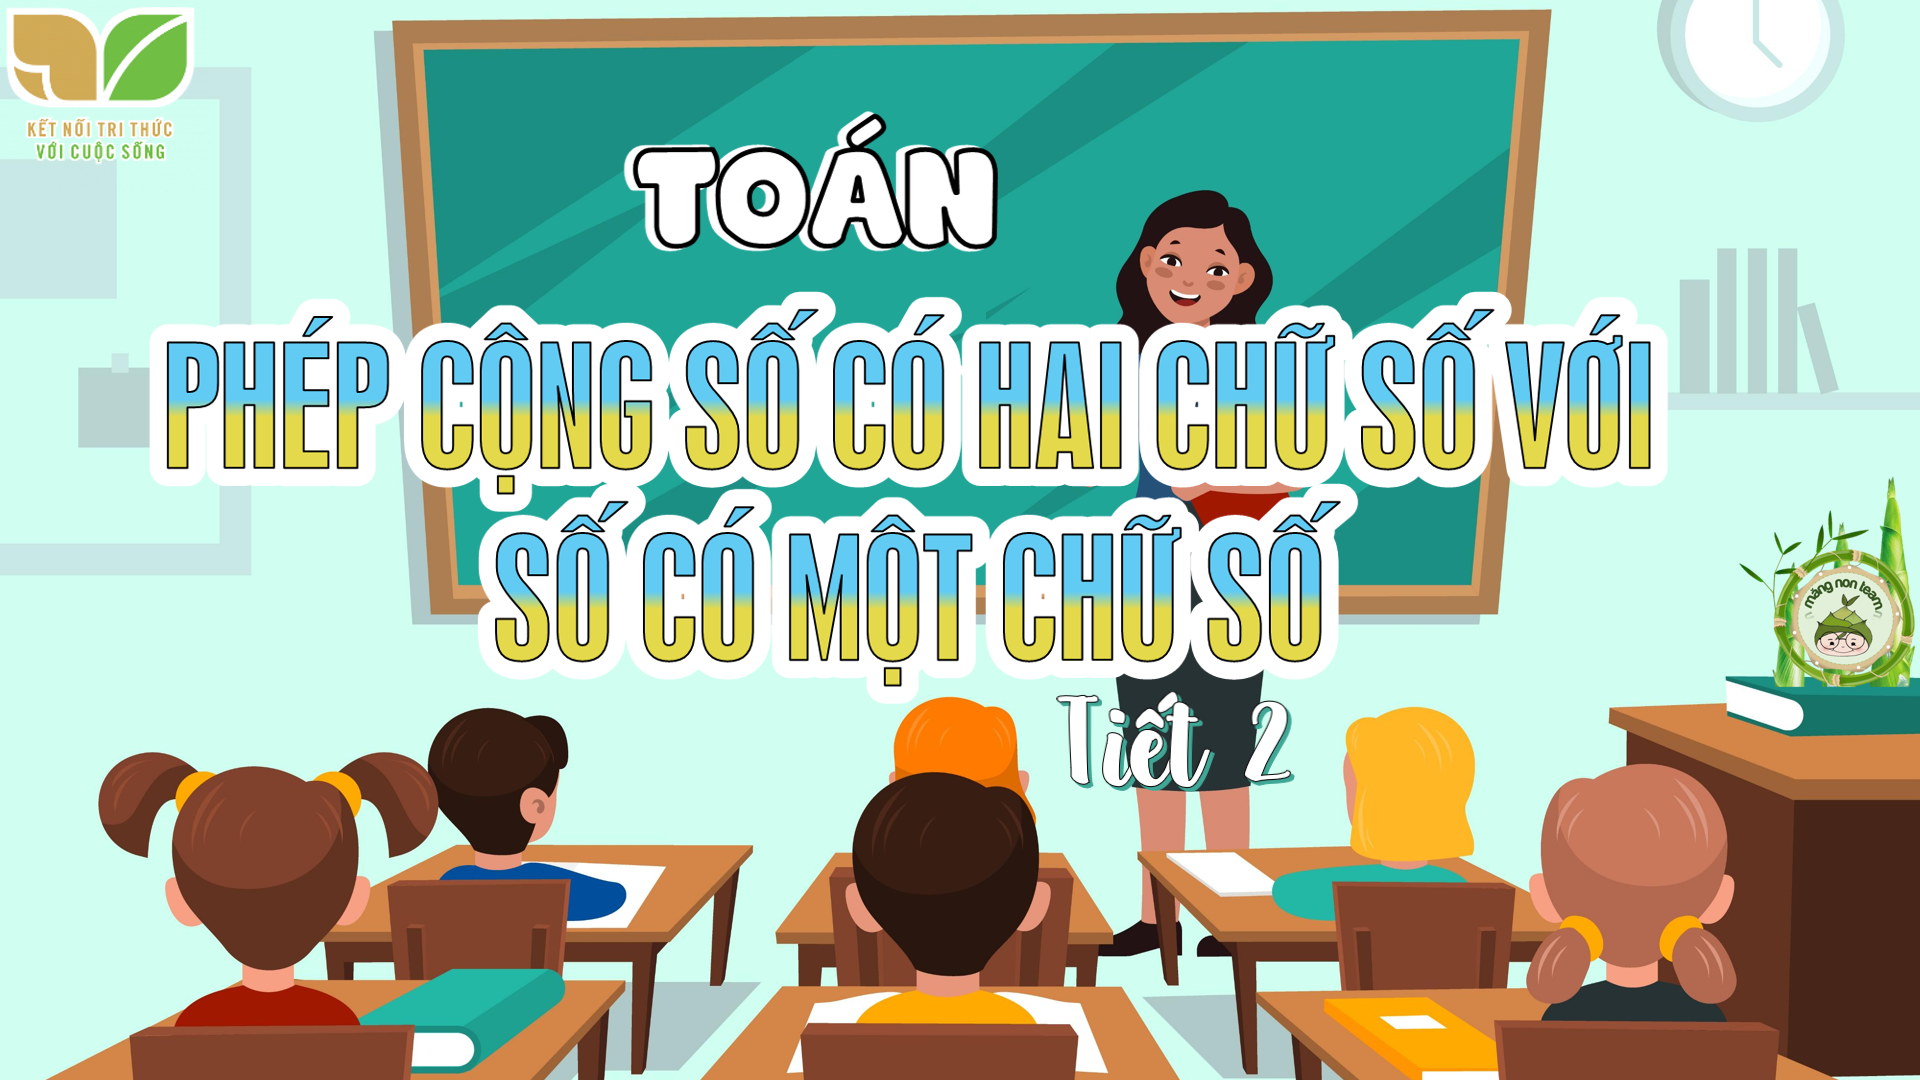 KẾT NỐI TRI THỨC
VỚI CUỘC SỐNG
TOÁN
PHÉP CỘNG SỐ CÓ HAI CHỮ SỐ VỚI
SỐ CÓ MỘT CHỮ SỐ
Tiết 2
măng non team